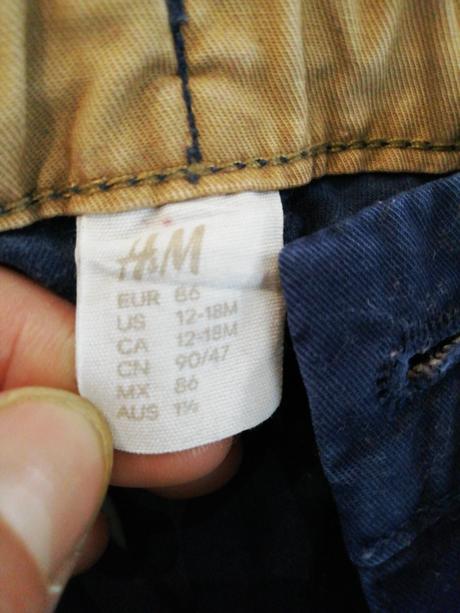 H&M
EUR 86
US 12-18M
CA 12-18M
CN 90/47
MX 86
AUS 1½